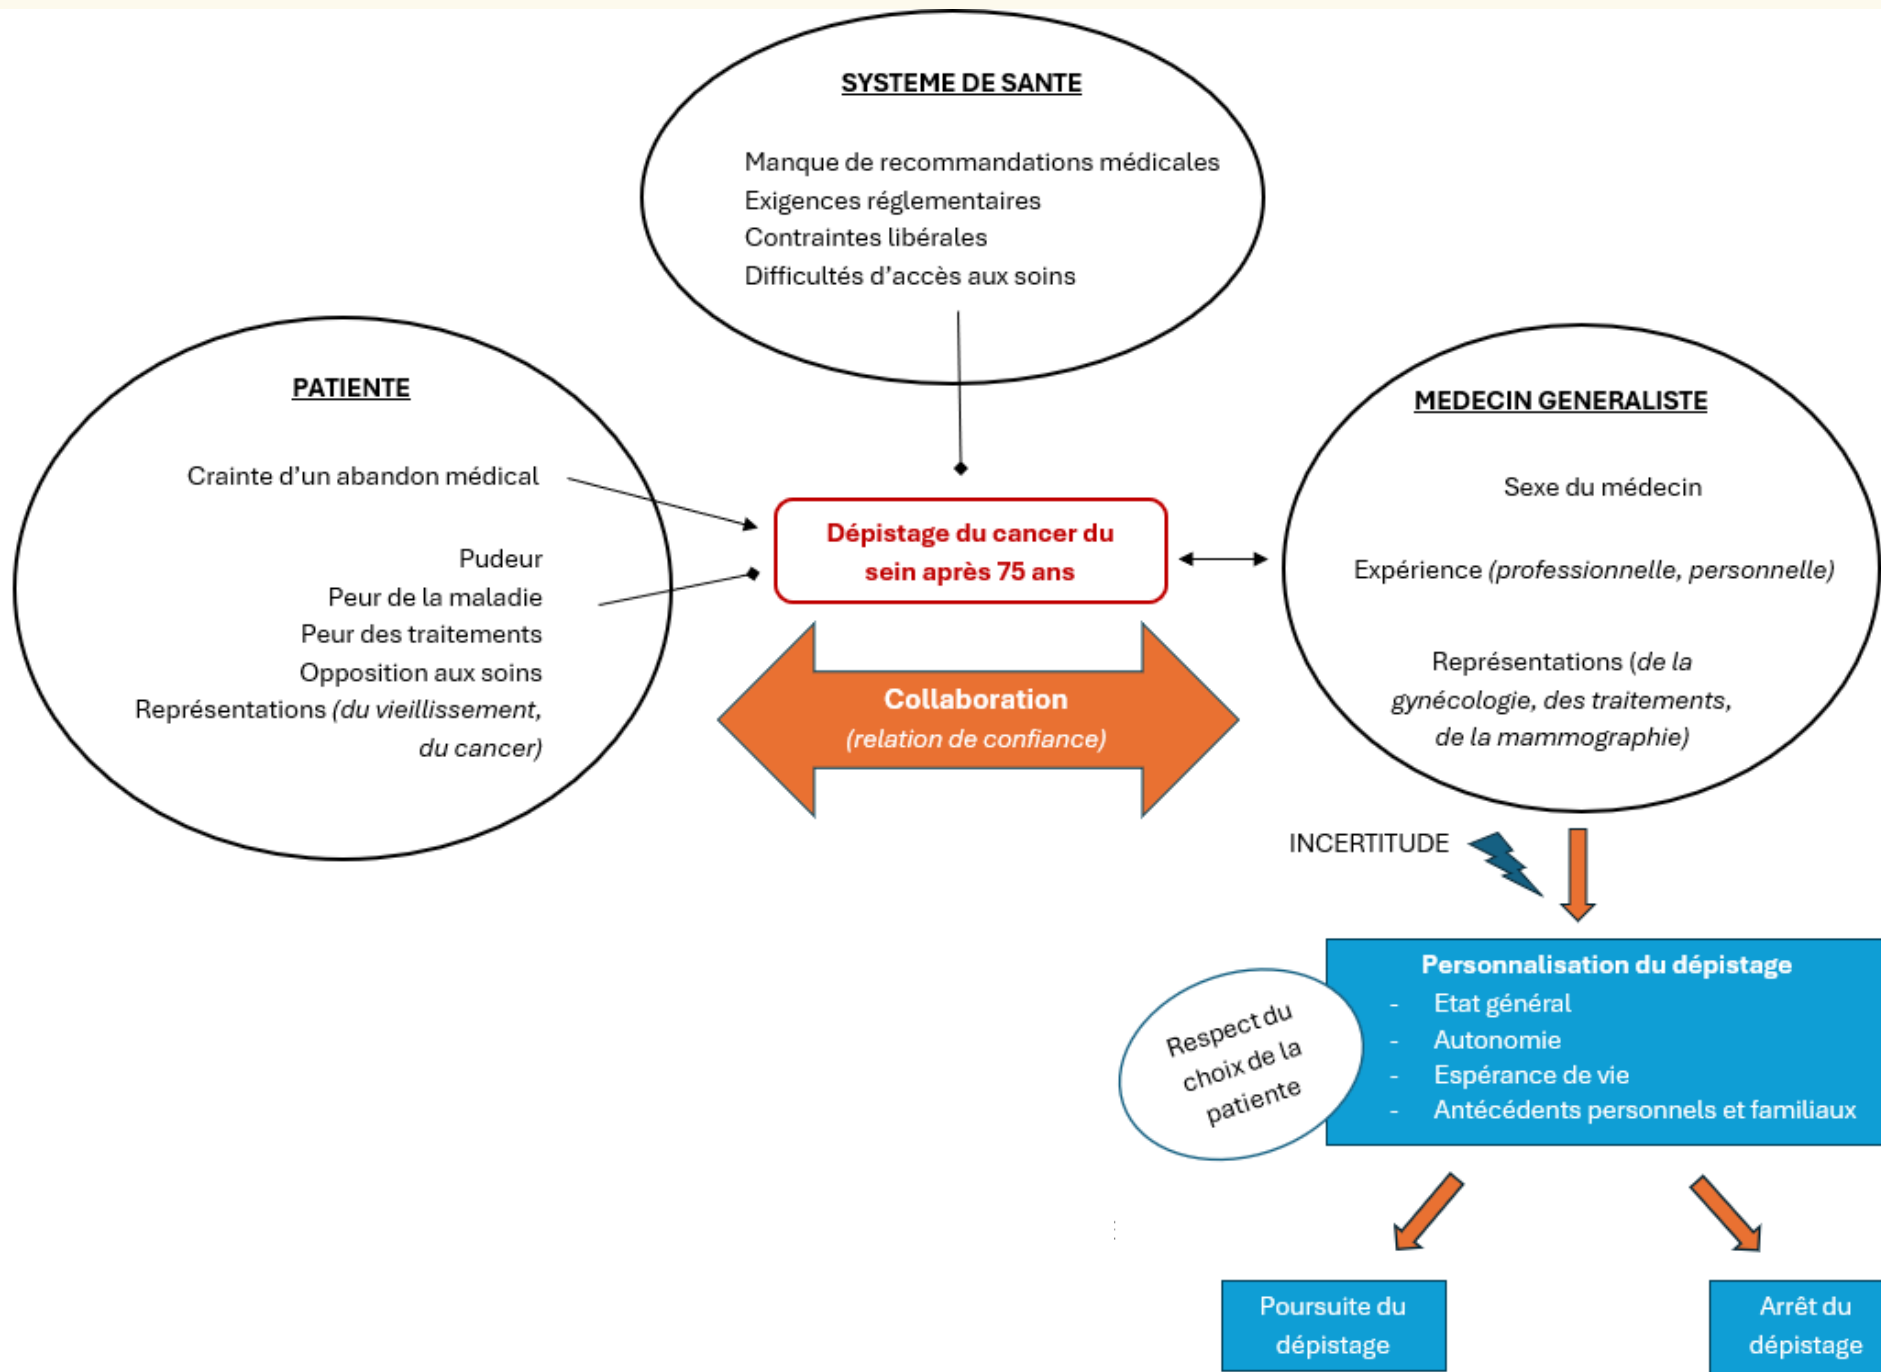 SYSTEME DE SANTE
Manque de recommandations médicales
Exigences réglementaires
Contraintes libérales
Difficultés d'accès aux soins
PATIENTE
Crainte d'un abandon médical
Pudeur
Peur de la maladie
Peur des traitements
Opposition aux soins
Représentations (du vieillissement,
du cancer)
Dépistage du cancer du
sein après 75 ans
Collaboration
(relation de confiance)
MEDECIN GENERALISTE
Sexe du médecin
Expérience (professionnelle, personnelle)
Représentations (de la
gynécologie, des traitements,
de la mammographie)
INCERTITUDE
Personnalisation du dépistage
- Etat général
- Autonomie
- Espérance de vie
- Antécédents personnels et familiaux
Respect du
choix de la
patiente
Poursuite du
dépistage
Arrêt du
dépistage